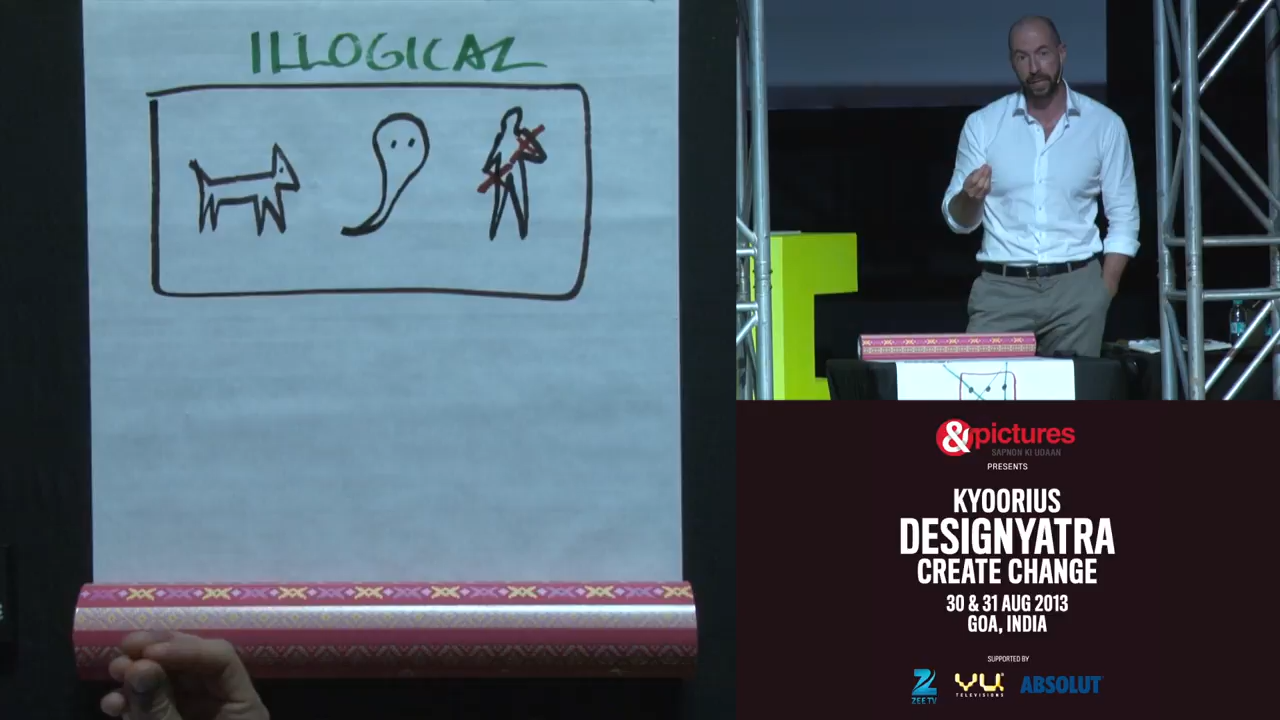 ILLOGICAL
&pictures
SAPNON KI UDAAN
PRESENTS
KYOORIUS
DESIGNYATRA
CREATE CHANGE
30 & 31 AUG 2013
GOA, INDIA
SUPPORTED BY
Z
ZEE TV
VU
TELEVISIONS
ABSOLUT
E